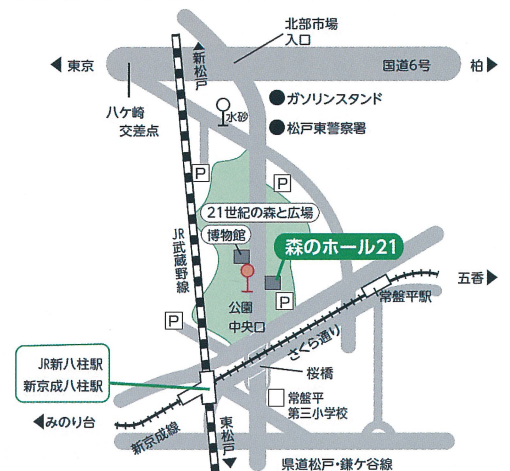 北部市場
入口
東京
新松戸
国道6号
柏
八ケ崎
交差点
水砂
ガソリンスタンド
松戸東警察署
P
P
21世紀の森と広場
博物館
森のホール21
JR武蔵野線
公園
中央口
P
P
五香
常盤平駅
さくら通り
JR新八柱駅
新京成八柱駅
桜橋
常盤平
第三小学校
みのり台
新京成線
東松戸
県道松戸・鎌ケ谷線